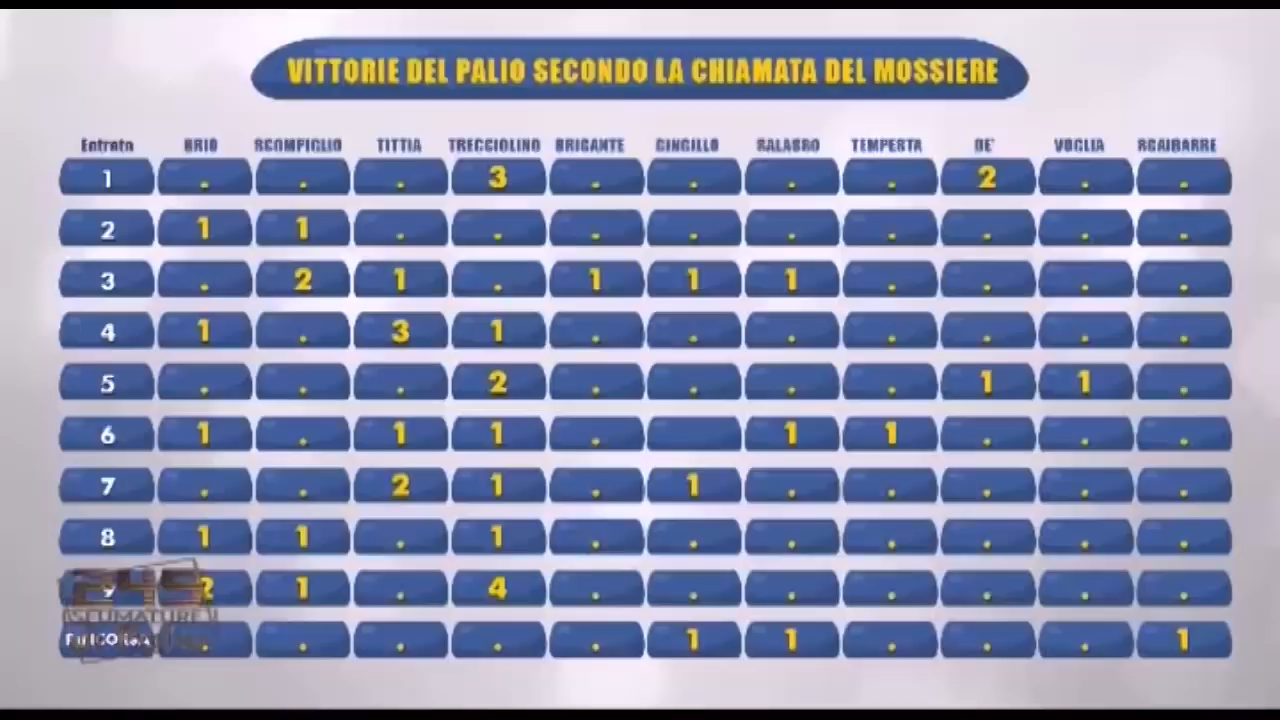 VITTORIE DEL PALIO SECONDO LA CHIAMATA DEL MOSSIERE
Entrata BRIO SCOMPIGLIO TITTIA TRECCIOLINO BRIGANTE GINGILLO SALASSO TEMPESTA DE' VOGLIA SGAIBARRE
1 . . . 3 . . . . 2 . .
2 1 1 . . . . . . . . .
3 . 2 1 . 1 1 1 . . . .
4 1 . 3 1 . . . . . . .
5 . . . 2 . . . . 1 1 .
6 1 . 1 1 . 1 1 . . .
7 . . 2 1 . 1 . . . . .
8 1 1 . 1 . . . . . . .
9 2 1 . 4 . . . . . . .
. . . . . 1 1 . . . 1